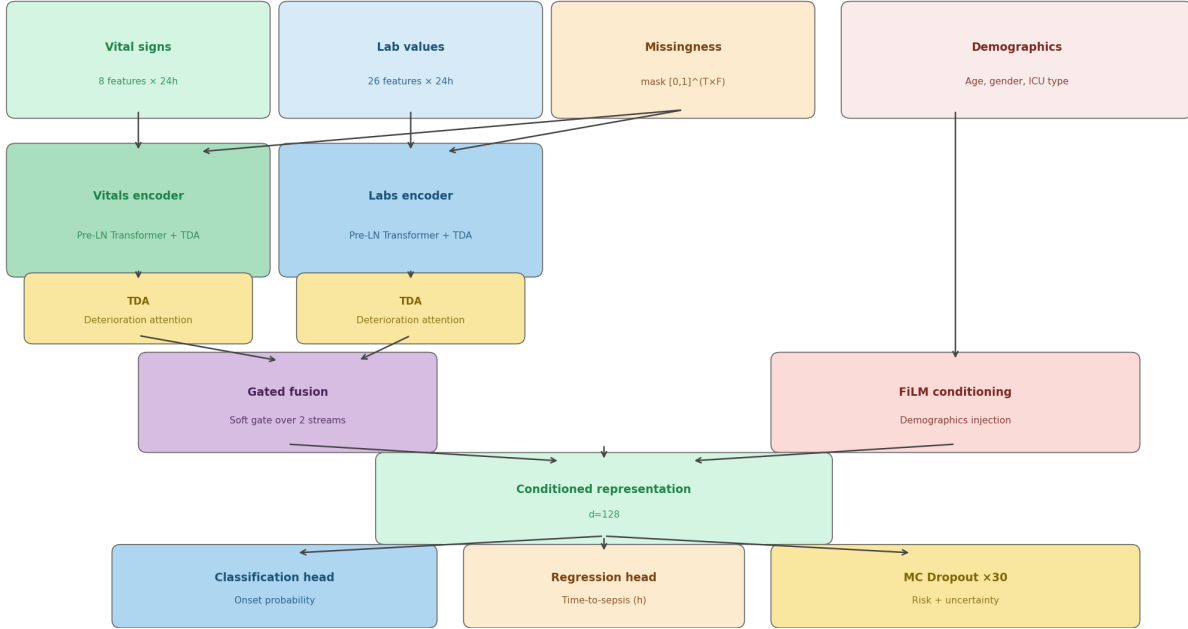 Vital signs
8 features × 24h
Lab values
26 features × 24h
Missingness
mask [0,1]^(T×F)
Demographics
Age, gender, ICU type
Vitals encoder
Pre-LN Transformer + TDA
Labs encoder
Pre-LN Transformer + TDA
TDA
Deterioration attention
TDA
Deterioration attention
Gated fusion
Soft gate over 2 streams
FiLM conditioning
Demographics injection
Conditioned representation
d=128
Classification head
Onset probability
Regression head
Time-to-sepsis (h)
MC Dropout ×30
Risk + uncertainty